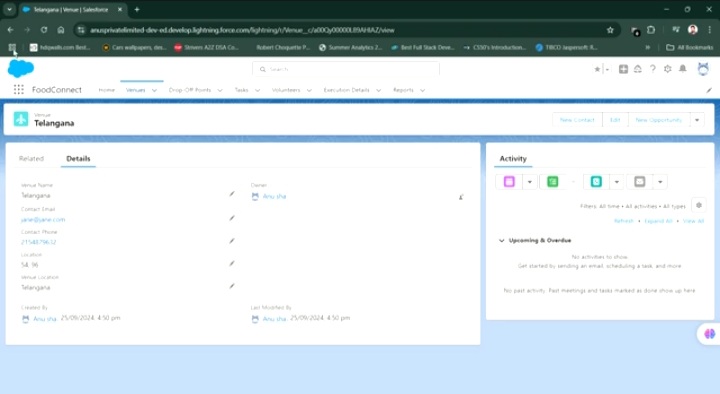 Telangana | Venue | Salesforce
anusprivatelimited-dev-ed.develop.lightning.force.com/lightning/r/Venue__c/a00Qy00000LR9AHIAZ/view
hdqwalls.com Best... Cars wallpapers, des... Strivers A2Z DSA Co... Robert Choquette P... Summer Analytics 2... Best Full Stack Deve... CS50's Introduction... TIBCO Jaspersoft: R... » All Bookmarks
Search...
FoodConnect Home Venues Drop-Off Points Tasks Volunteers Execution Details Reports
Venue
Telangana
New Contact Edit New Opportunity
Related Details
Venue Name
Telangana
Owner
Anu sha
Contact Email
jane@jane.com
Contact Phone
Location
54, 96
Venue Location
Telangana
Created By
Anu sha, 25/09/2024, 4:50 pm
Last Modified By
Anu sha, 25/09/2024, 4:50 pm
Activity
Filters: All time • All activities • All types
Refresh • Expand All • View All
Upcoming & Overdue
No activities to show.
Get started by sending an email, scheduling a task, and more.
No past activity. Past meetings and tasks marked as done show up here.